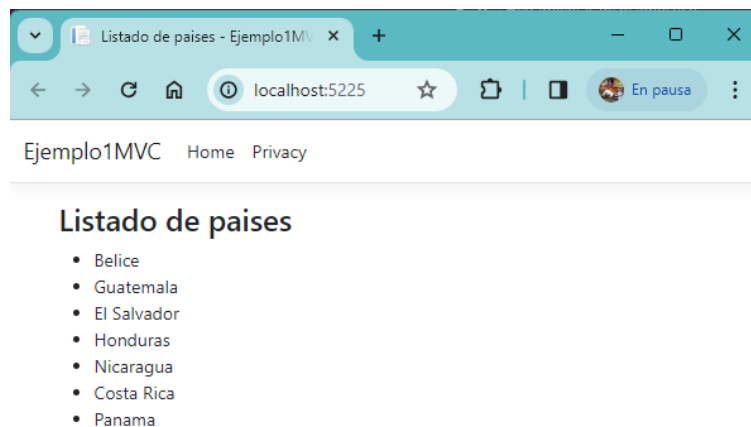 Listado de paises - Ejemplo1MV
localhost:5225
En pausa
Ejemplo1MVC Home Privacy
Listado de paises
• Belice
• Guatemala
• El Salvador
• Honduras
• Nicaragua
• Costa Rica
• Panama